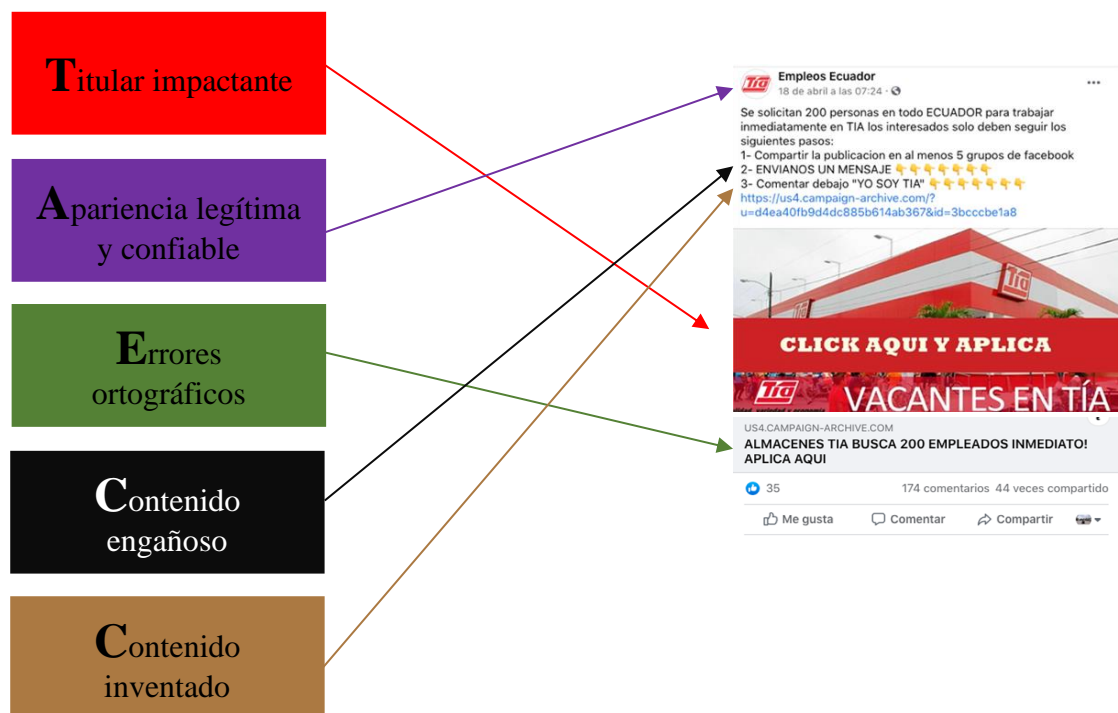 Titular impactante
Apariencia legítima
y confiable
Errores
ortográficos
Contenido
engañoso
Contenido
inventado
Tía
Empleos Ecuador
18 de abril a las 07:24 ·
Se solicitan 200 personas en todo ECUADOR para trabajar
inmediatamente en TIA los interesados solo deben seguir los
siguientes pasos:
1- Compartir la publicacion en al menos 5 grupos de facebook
2- ENVIANOS UN MENSAJE 👇👇👇👇👇👇👇
3- Comentar debajo "YO SOY TIA" 👇👇👇👇👇👇👇
https://us4.campaign-archive.com/?
u=d4ea40fb9d4dc885b614ab367&id=3bcccbe1a8
Tía
CLICK AQUI Y APLICA
Tía
VACANTES EN TÍA
US4.CAMPAIGN-ARCHIVE.COM
ALMACENES TIA BUSCA 200 EMPLEADOS INMEDIATO!
APLICA AQUI
35
174 comentarios 44 veces compartido
Me gusta
Comentar
Compartir